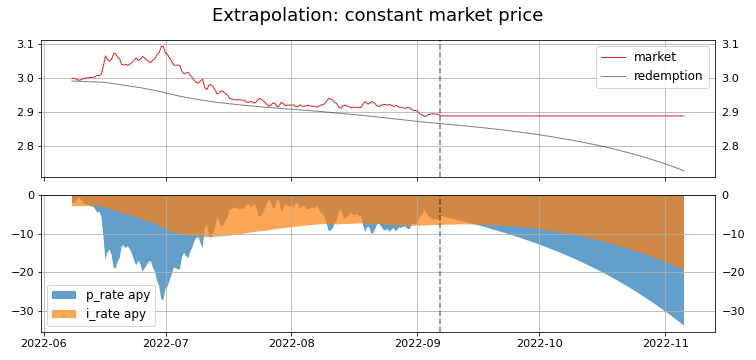 Extrapolation: constant market price
3.1 3.1
3.0 3.0
2.9 2.9
2.8 2.8
market
redemption
0 0
−10 −10
−20 −20
−30 −30
p_rate apy
i_rate apy
2022-06 2022-07 2022-08 2022-09 2022-10 2022-11